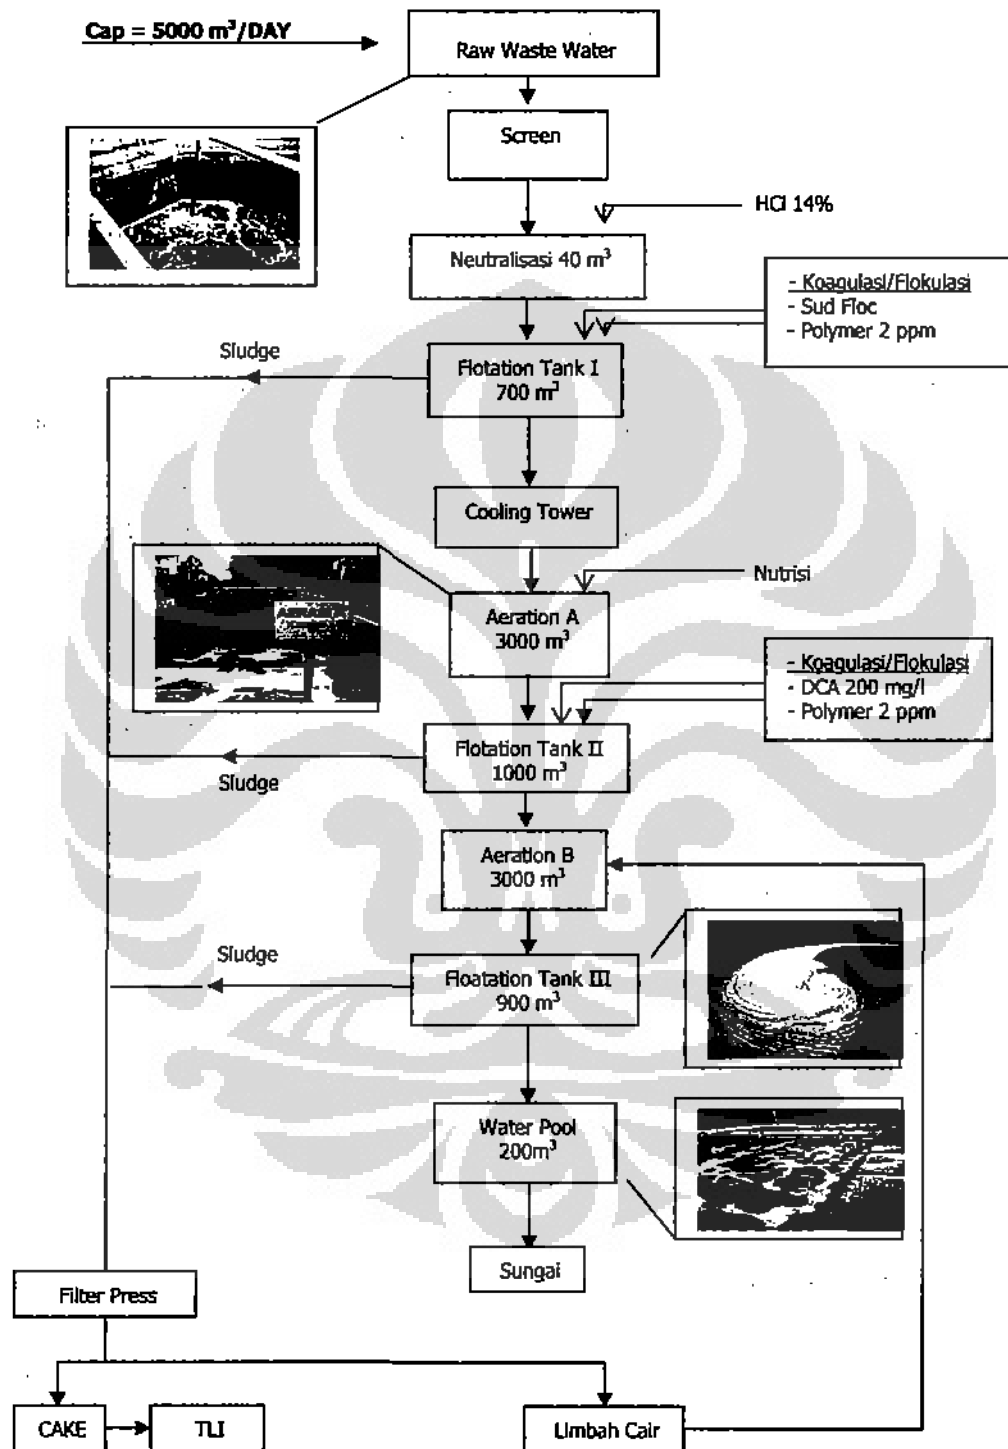 Cap = 5000 m³/DAY
Raw Waste Water
Screen
HCl 14%
Neutralisasi 40 m³
- Koagulasi/Flokulasi
- Sud Floc
- Polymer 2 ppm
Sludge
Flotation Tank I
700 m³
Cooling Tower
Nutrisi
Aeration A
3000 m³
- Koagulasi/Flokulasi
- DCA 200 mg/l
- Polymer 2 ppm
Flotation Tank II
1000 m³
Sludge
Aeration B
3000 m³
Sludge
Floatation Tank III
900 m³
Water Pool
200m³
Sungai
Filter Press
CAKE
TLI
Limbah Cair